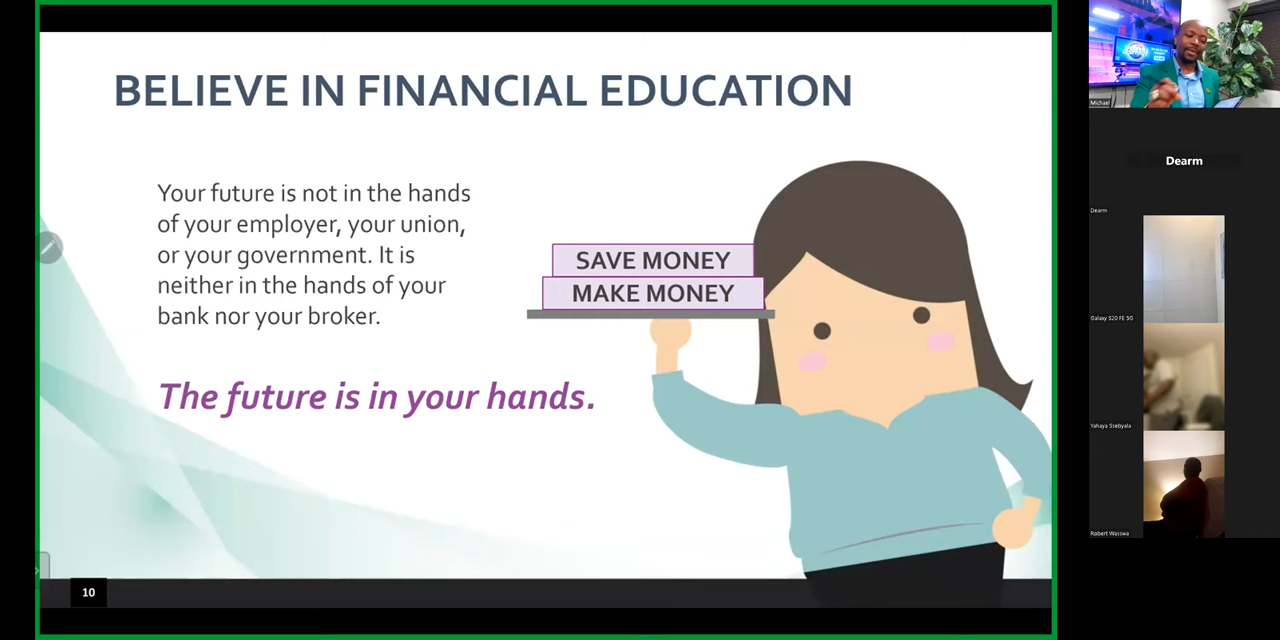 BELIEVE IN FINANCIAL EDUCATION
Your future is not in the hands
of your employer, your union,
or your government. It is
neither in the hands of your
bank nor your broker.
The future is in your hands.
SAVE MONEY
MAKE MONEY
10
Michael
Dearm
Dearm
Galaxy S20 FE 5G
Yahaya Ssebyala
Robert Wasswa